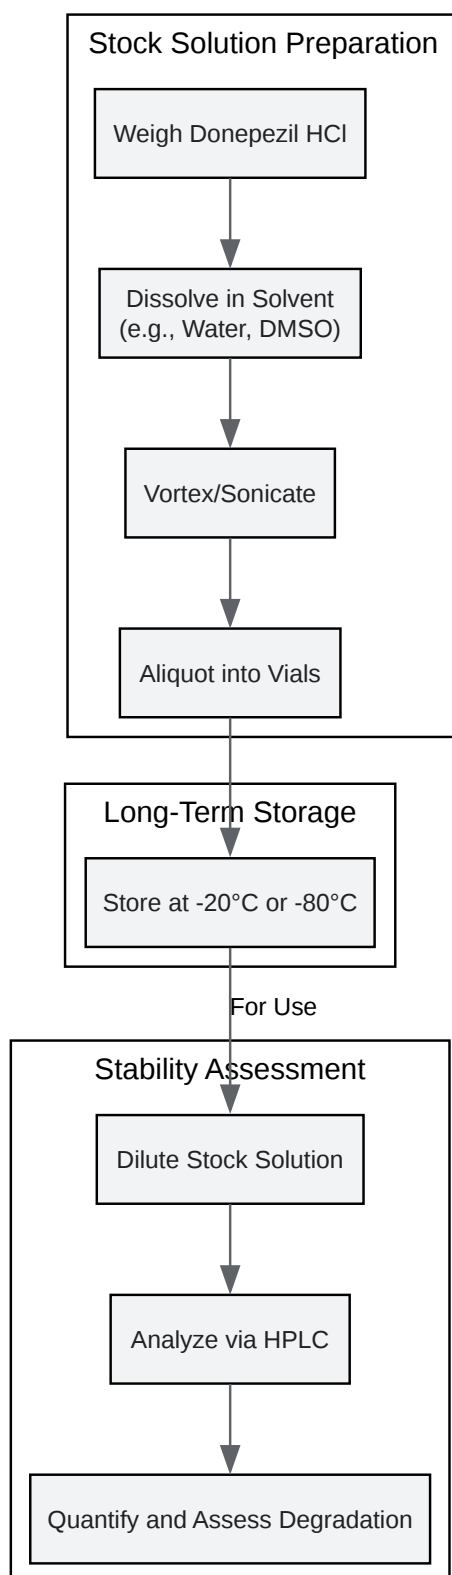 Stock Solution Preparation
Weigh Donepezil HCl
Dissolve in Solvent
(e.g., Water, DMSO)
Vortex/Sonicate
Aliquot into Vials
Long-Term Storage
Store at -20°C or -80°C
For Use
Stability Assessment
Dilute Stock Solution
Analyze via HPLC
Quantify and Assess Degradation